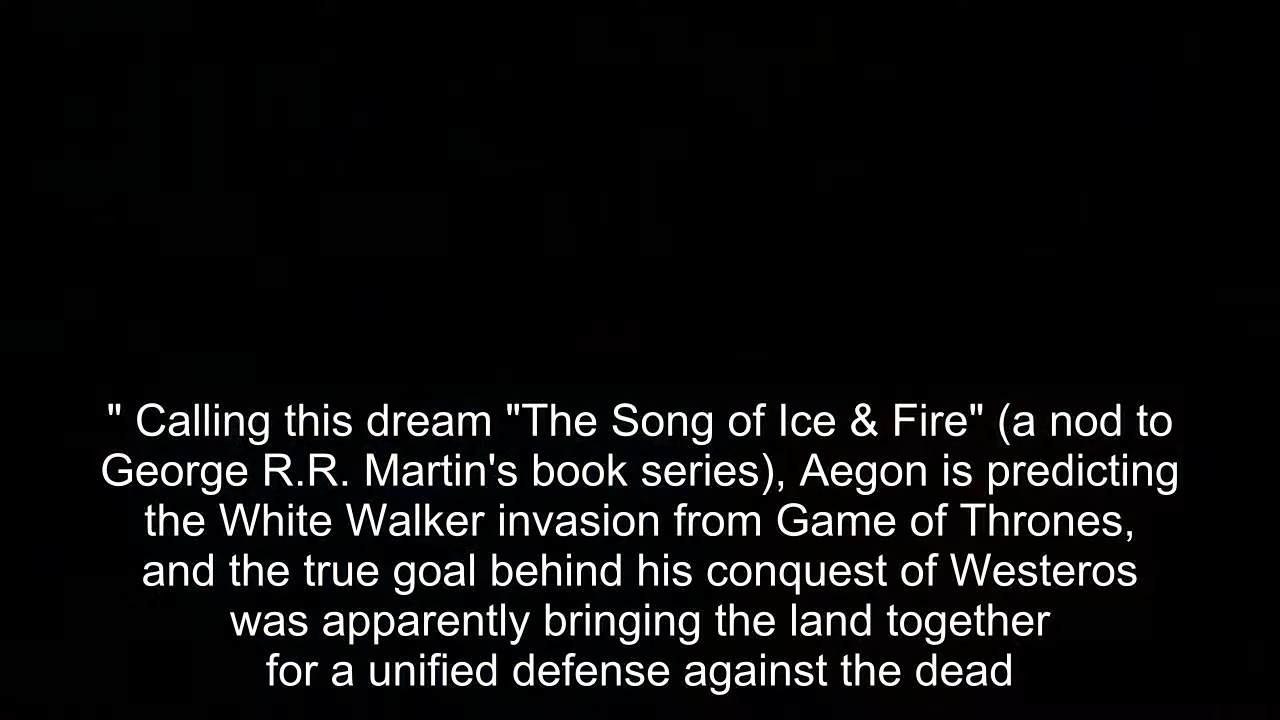 " Calling this dream "The Song of Ice & Fire" (a nod to
George R.R. Martin's book series), Aegon is predicting
the White Walker invasion from Game of Thrones,
and the true goal behind his conquest of Westeros
was apparently bringing the land together
for a unified defense against the dead